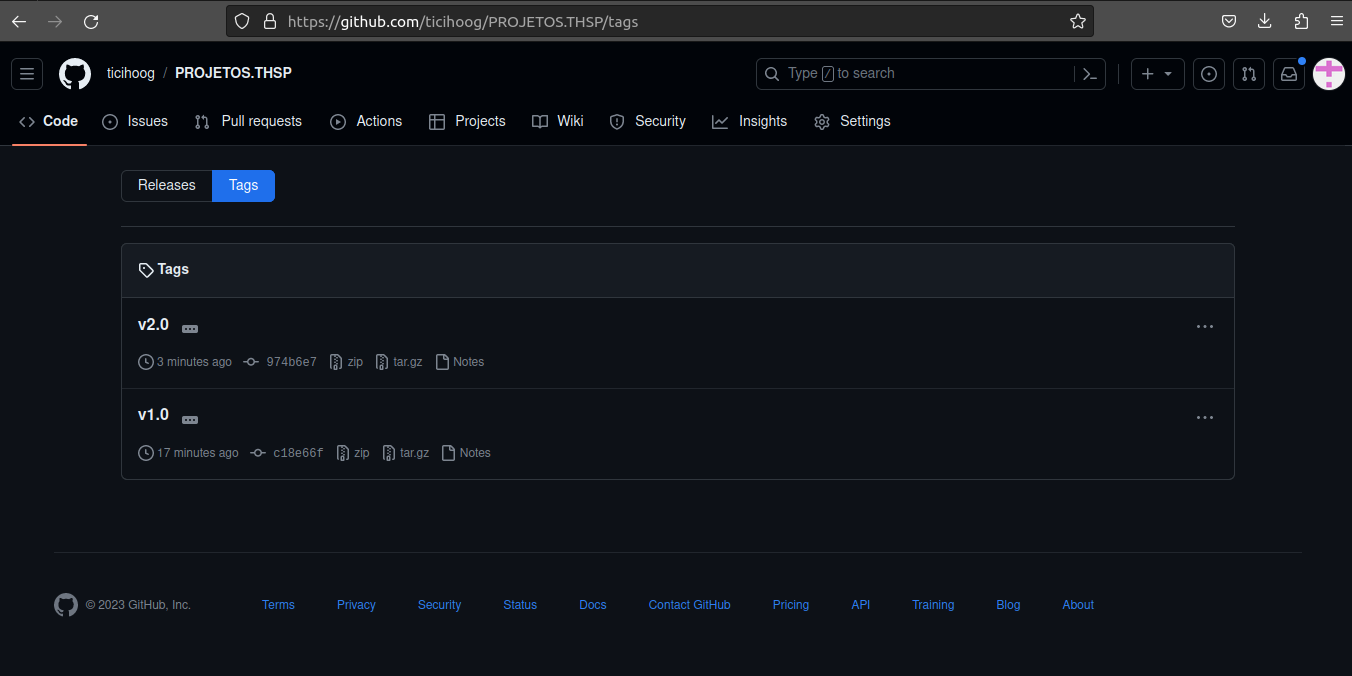 https://github.com/ticihoog/PROJETOS.THSP/tags
ticihoog / PROJETOS.THSP
Type / to search
Code Issues Pull requests Actions Projects Wiki Security Insights Settings
Releases Tags
Tags
v2.0
3 minutes ago 974b6e7 zip tar.gz Notes
v1.0
17 minutes ago c18e66f zip tar.gz Notes
© 2023 GitHub, Inc. Terms Privacy Security Status Docs Contact GitHub Pricing API Training Blog About